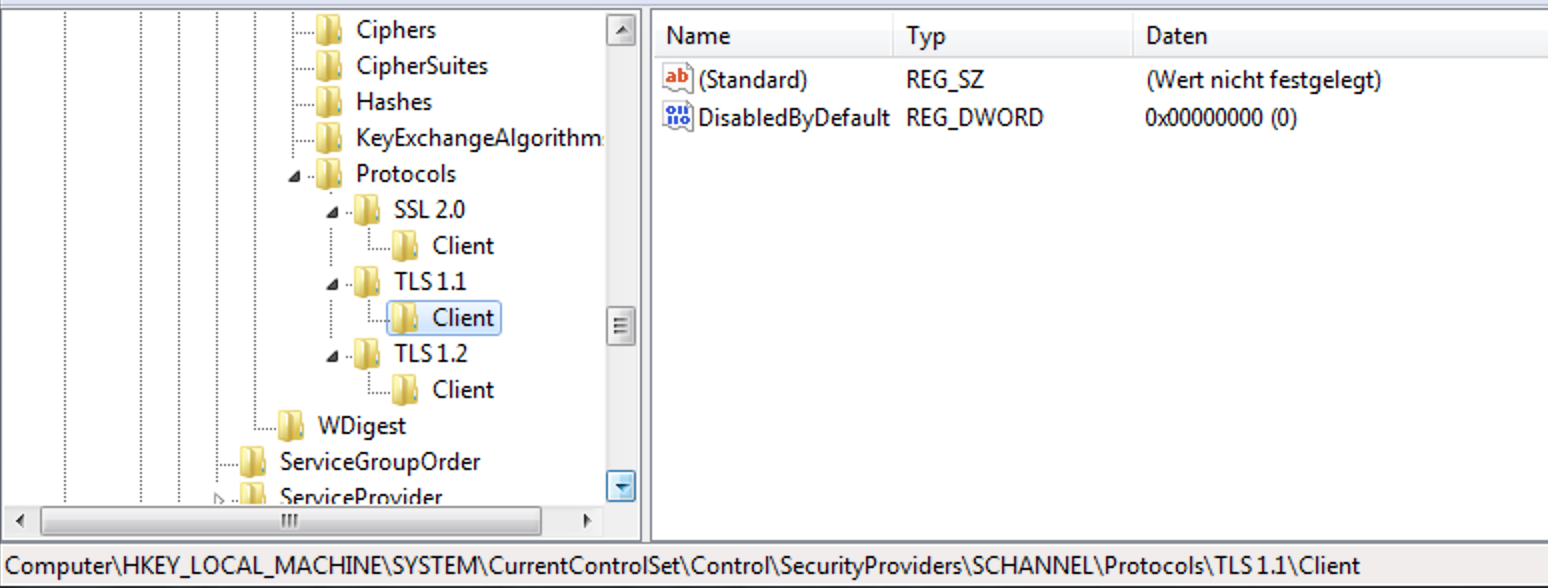 Ciphers
CipherSuites
Hashes
KeyExchangeAlgorithms
Protocols
SSL 2.0
Client
TLS 1.1
Client
TLS 1.2
Client
WDigest
ServiceGroupOrder
ServiceProvider
Name Typ Daten
(Standard) REG_SZ (Wert nicht festgelegt)
DisabledByDefault REG_DWORD 0x00000000 (0)
Computer\HKEY_LOCAL_MACHINE\SYSTEM\CurrentControlSet\Control\SecurityProviders\SCHANNEL\Protocols\TLS 1.1\Client